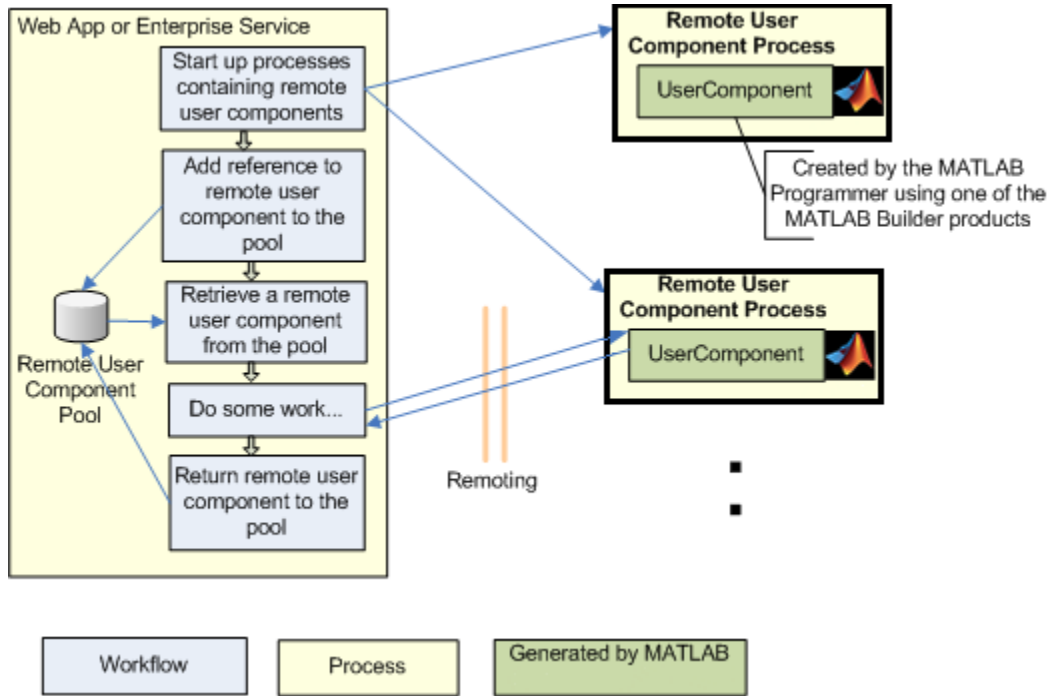 Web App or Enterprise Service
Start up processes
containing remote
user components
Add reference to
remote user
component to the
pool
Retrieve a remote
user component
from the pool
Do some work...
Return remote user
component to the
pool
Remote User
Component
Pool
Remote User
Component Process
UserComponent
Created by the MATLAB
Programmer using one of the
MATLAB Builder products
Remote User
Component Process
UserComponent
Remoting
Workflow
Process
Generated by MATLAB